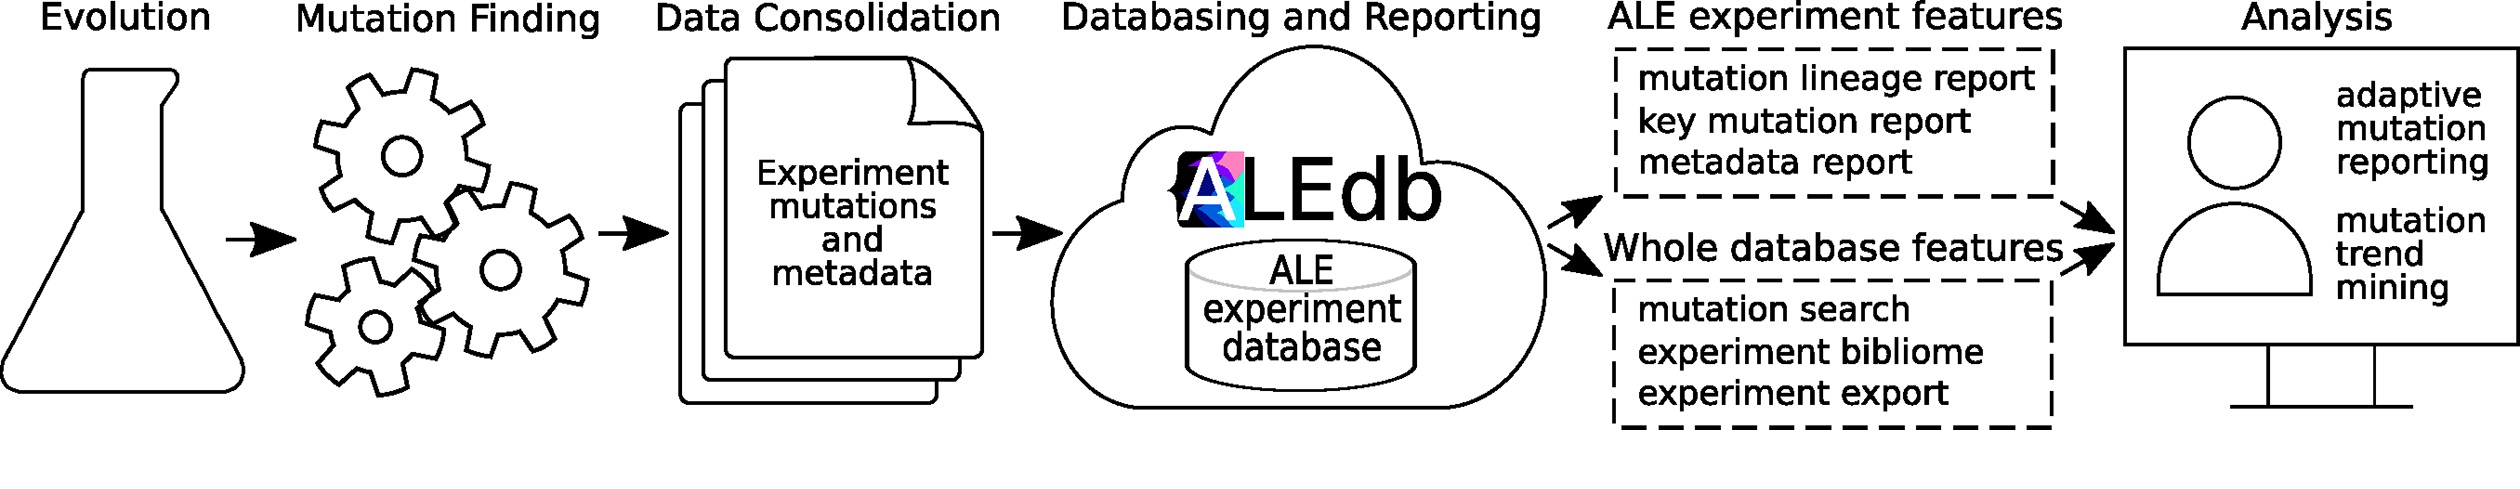 Evolution
Mutation Finding
Data Consolidation
Experiment
mutations
and
metadata
Databasing and Reporting
ALEdb
ALE
experiment
database
ALE experiment features
mutation lineage report
key mutation report
metadata report
Whole database features
mutation search
experiment bibliome
experiment export
Analysis
adaptive
mutation
reporting
mutation
trend
mining